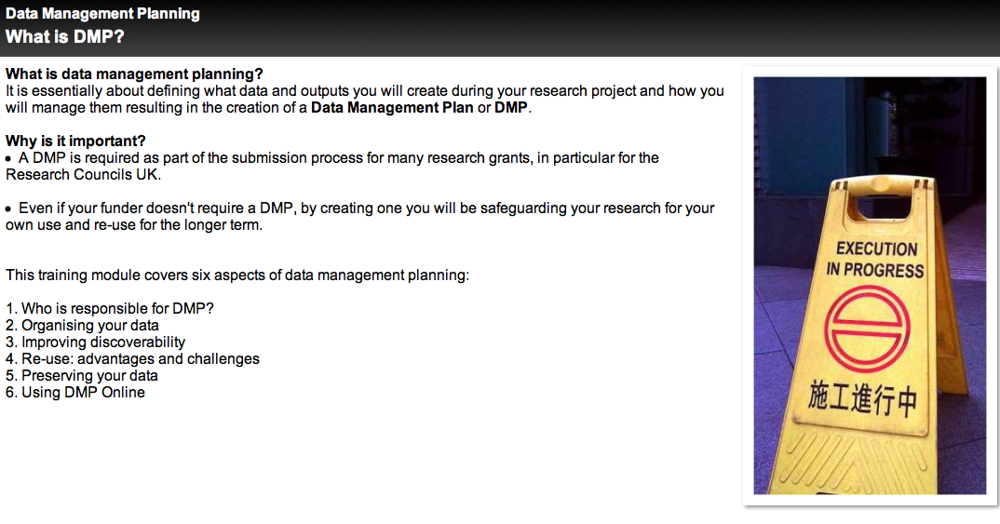 Data Management Planning
What is DMP?
What is data management planning?
It is essentially about defining what data and outputs you will create during your research project and how you
will manage them resulting in the creation of a Data Management Plan or DMP.
Why is it important?
• A DMP is required as part of the submission process for many research grants, in particular for the
Research Councils UK.
• Even if your funder doesn't require a DMP, by creating one you will be safeguarding your research for your
own use and re-use for the longer term.
This training module covers six aspects of data management planning:
1. Who is responsible for DMP?
2. Organising your data
3. Improving discoverability
4. Re-use: advantages and challenges
5. Preserving your data
6. Using DMP Online
EXECUTION
IN PROGRESS
施工進行中